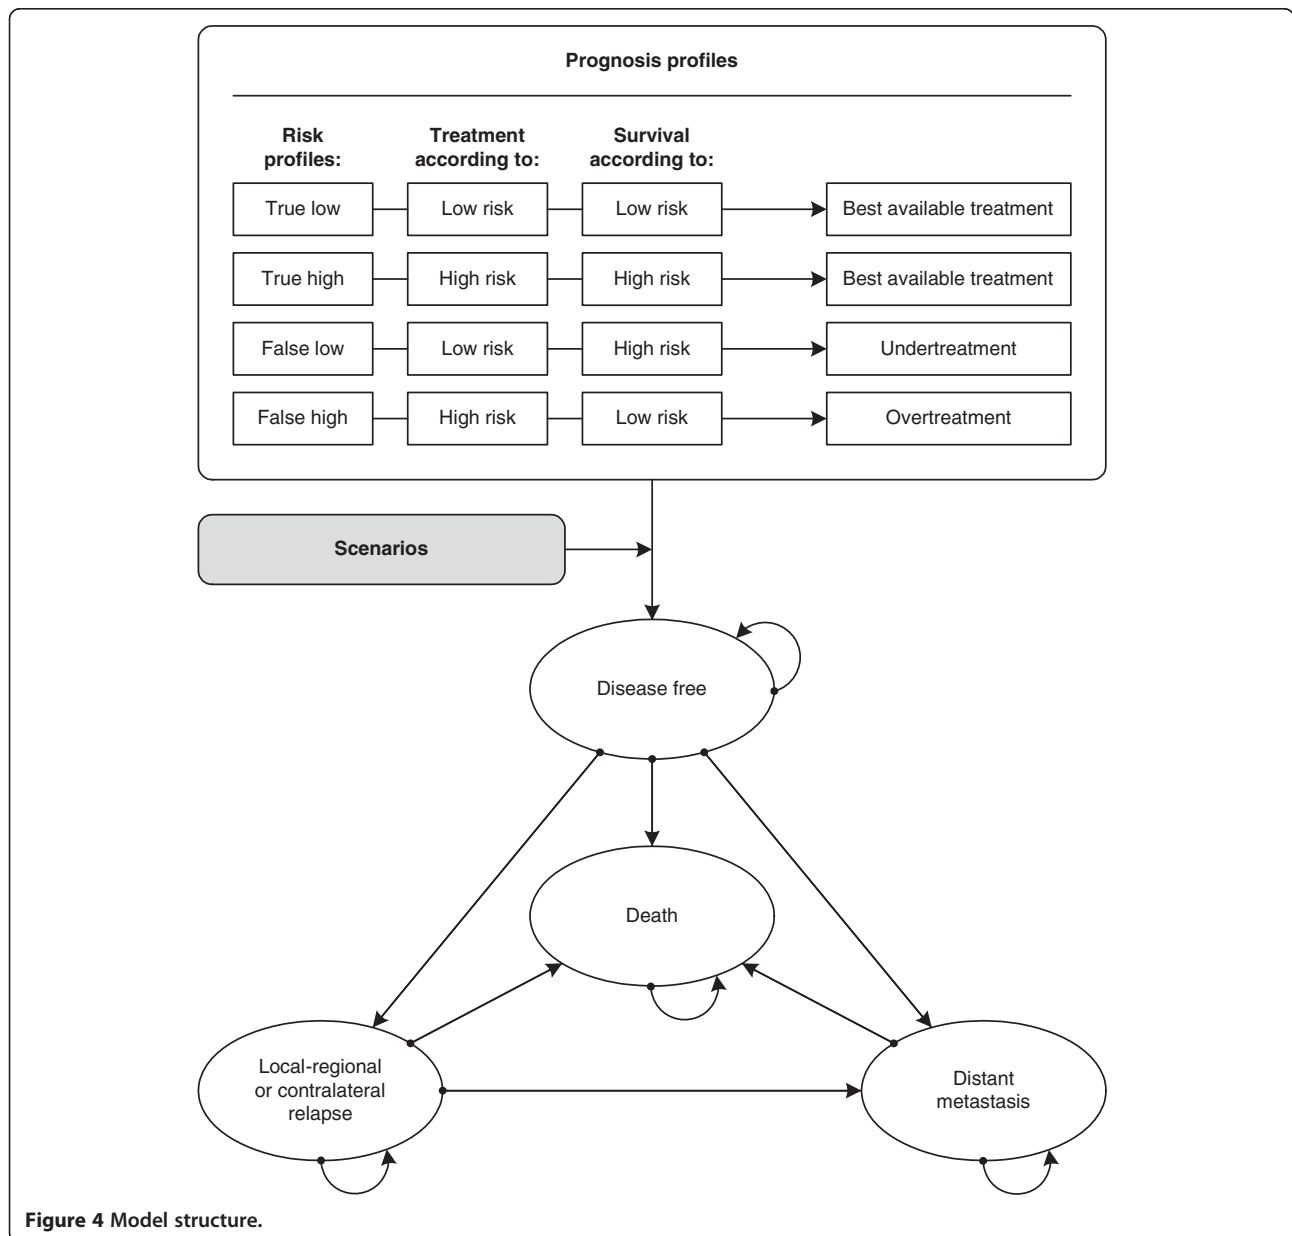 Prognosis profiles
Risk
profiles:
Treatment
according to:
Survival
according to:
True low
Low risk
Low risk
Best available treatment
True high
High risk
High risk
Best available treatment
False low
Low risk
High risk
Undertreatment
False high
High risk
Low risk
Overtreatment
Scenarios
Disease free
Death
Local-regional
or contralateral
relapse
Distant
metastasis
Figure 4 Model structure.